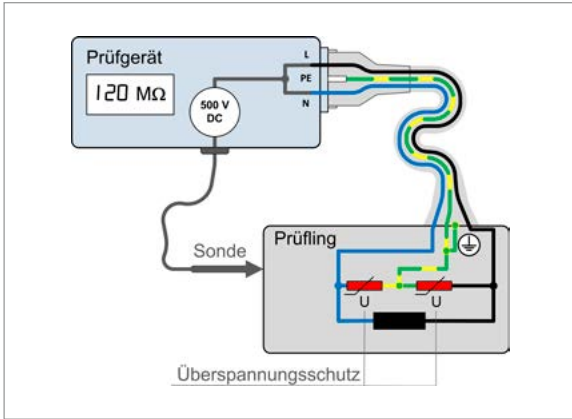 Prüfgerät
L
PE
N
120 MΩ
500 V
DC
Sonde
Prüfling
U
U
Überspannungsschutz